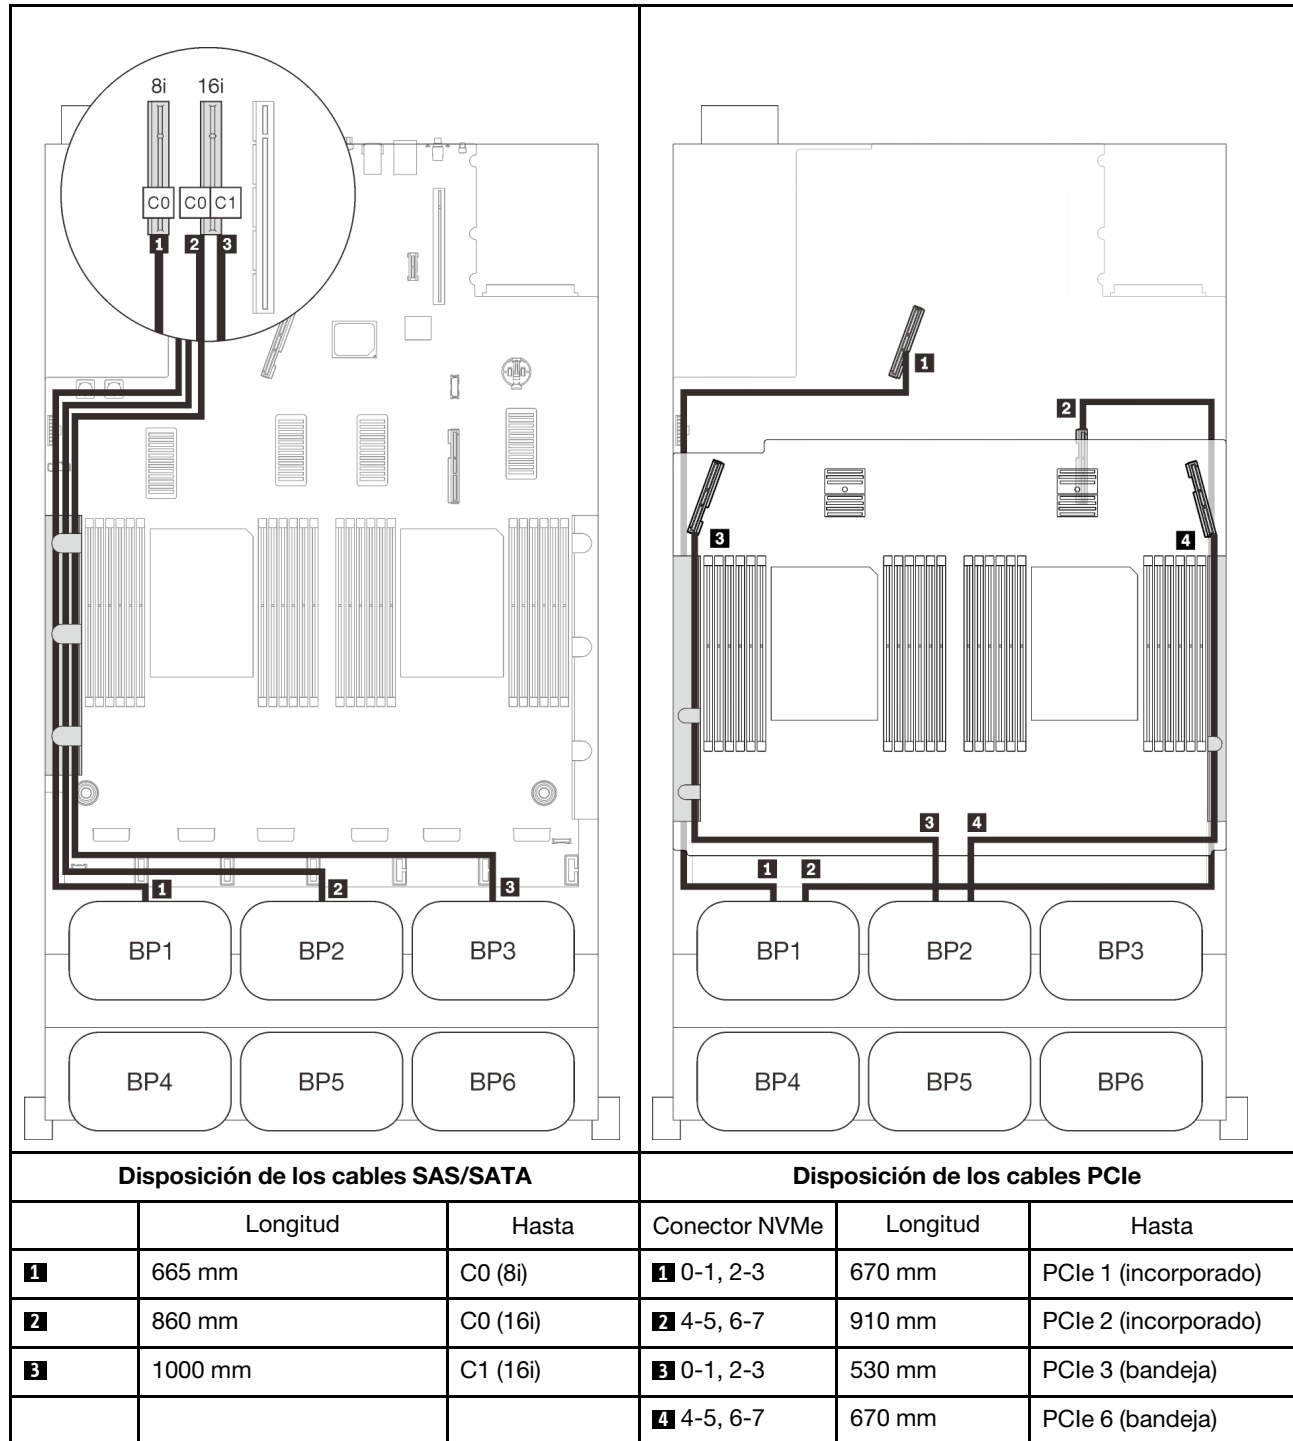 8i 16i
C0 C0 C1
1 2 3
1 2 3
BP1 BP2 BP3
BP4 BP5 BP6
1
2
3 4
3 4
1 2
BP1 BP2 BP3
BP4 BP5 BP6
Disposición de los cables SAS/SATA
Disposición de los cables PCIe
Longitud Hasta Conector NVMe Longitud Hasta
1 665 mm C0 (8i) 1 0-1, 2-3 670 mm PCIe 1 (incorporado)
2 860 mm C0 (16i) 2 4-5, 6-7 910 mm PCIe 2 (incorporado)
3 1000 mm C1 (16i) 3 0-1, 2-3 530 mm PCIe 3 (bandeja)
4 4-5, 6-7 670 mm PCIe 6 (bandeja)